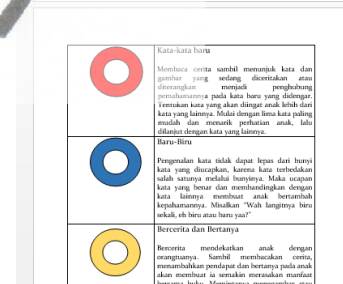 Kata-kata baru
Membaca cerita sambil menunjuk kata dan
gambar yang sedang diceritakan atau
diterangkan menjadi penghubung
pemahamannya pada kata baru yang didengar.
Tentukan kata yang akan diingat anak lebih dari
kata yang lainnya. Mulai dengan lima kata paling
mudah dan menarik perhatian anak, lalu
dilanjut dengan kata yang lainnya.
Baru-Biru
Pengenalan kata tidak dapat lepas dari bunyi
kata yang diucapkan, karena kata terbedakan
salah satunya melalui bunyinya. Maka ucapan
kata yang benar dan membandingkan dengan
kata lainnya membuat anak bertambah
kepahamannya. Misalkan "Wah langitnya biru
sekali, eh biru atau baru yaa?"
Bercerita dan Bertanya
Bercerita mendekatkan anak dengan
orangtuanya. Sambil membacakan cerita,
menambahkan pendapat dan bertanya pada anak
akan membuat ia semakin merasakan manfaat